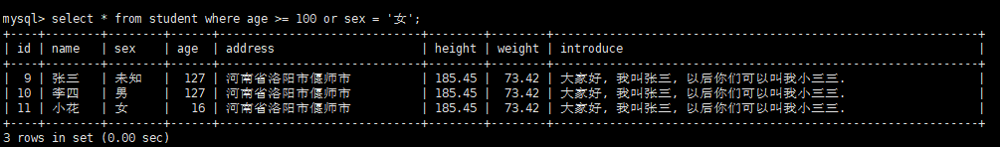 mysql> select * from student where age >= 100 or sex = '女';
+----+--------+--------+-----+----------------------------+--------+--------+----------------------------------------------------------+
| id | name | sex | age | address | height | weight | introduce |
+----+--------+--------+-----+----------------------------+--------+--------+----------------------------------------------------------+
| 9 | 张三 | 未知 | 127 | 河南省洛阳市偃师市 | 185.45 | 73.42 | 大家好, 我叫张三, 以后你们可以叫我小三三. |
| 10 | 李四 | 男 | 127 | 河南省洛阳市偃师市 | 185.45 | 73.42 | 大家好, 我叫张三, 以后你们可以叫我小三三. |
| 11 | 小花 | 女 | 16 | 河南省洛阳市偃师市 | 185.45 | 73.42 | 大家好, 我叫张三, 以后你们可以叫我小三三. |
+----+--------+--------+-----+----------------------------+--------+--------+----------------------------------------------------------+
3 rows in set (0.00 sec)